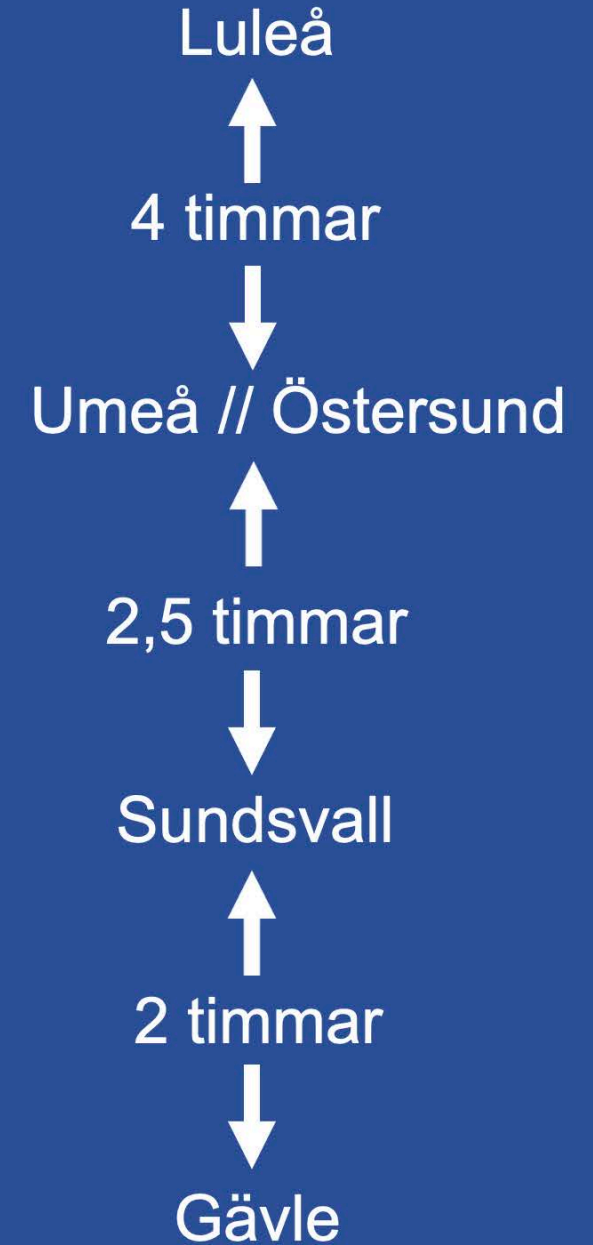 Luleå
4 timmar
Umeå // Östersund
2,5 timmar
Sundsvall
2 timmar
Gävle